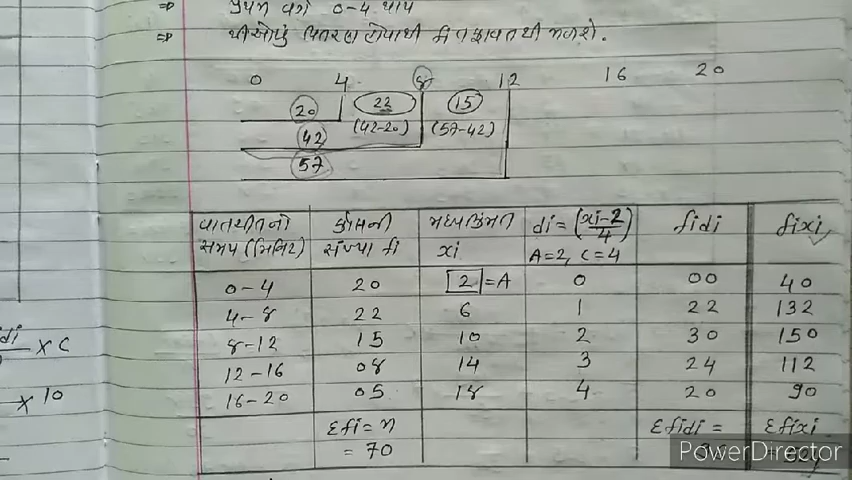 ⇒ પ્રથમ વર્ગ 0-4 થાય
⇒ થી ઓછું વિતરણ હોવાથી
0 4 8 12 16 20
20 22 15
42 (42-20) (57-42)
57
વાતચીતનો કોલની મધ્યકિંમત di = (xi-2/4) fidi fixi
સમય (મિનિટ) સંખ્યા fi xi A=2, C=4
0-4 20 2 =A 0 00 40
4-8 22 6 1 22 132
8-12 15 10 2 30 150
di × C 12-16 08 14 3 24 112
× 10 16-20 05 18 4 20 90
Σfi = n Σfidi = Σfixi
= 70
PowerDirector